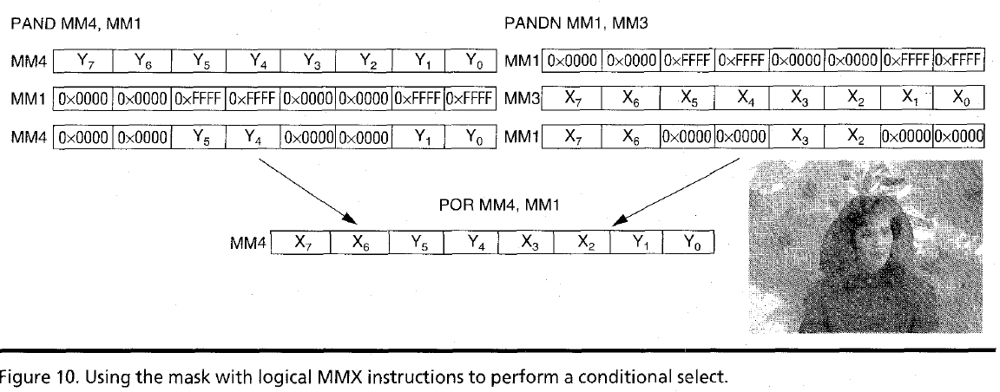 PAND MM4, MM1
MM4 Y7 Y6 Y5 Y4 Y3 Y2 Y1 Y0
MM1 0x0000 0x0000 0xFFFF 0xFFFF 0x0000 0x0000 0xFFFF 0xFFFF
MM4 0x0000 0x0000 Y5 Y4 0x0000 0x0000 Y1 Y0
PANDN MM1, MM3
MM1 0x0000 0x0000 0xFFFF 0xFFFF 0x0000 0x0000 0xFFFF 0xFFFF
MM3 X7 X6 X5 X4 X3 X2 X1 X0
MM1 X7 X6 0x0000 0x0000 X3 X2 0x0000 0x0000
POR MM4, MM1
MM4 X7 X6 Y5 Y4 X3 X2 Y1 Y0
Figure 10. Using the mask with logical MMX instructions to perform a conditional select.